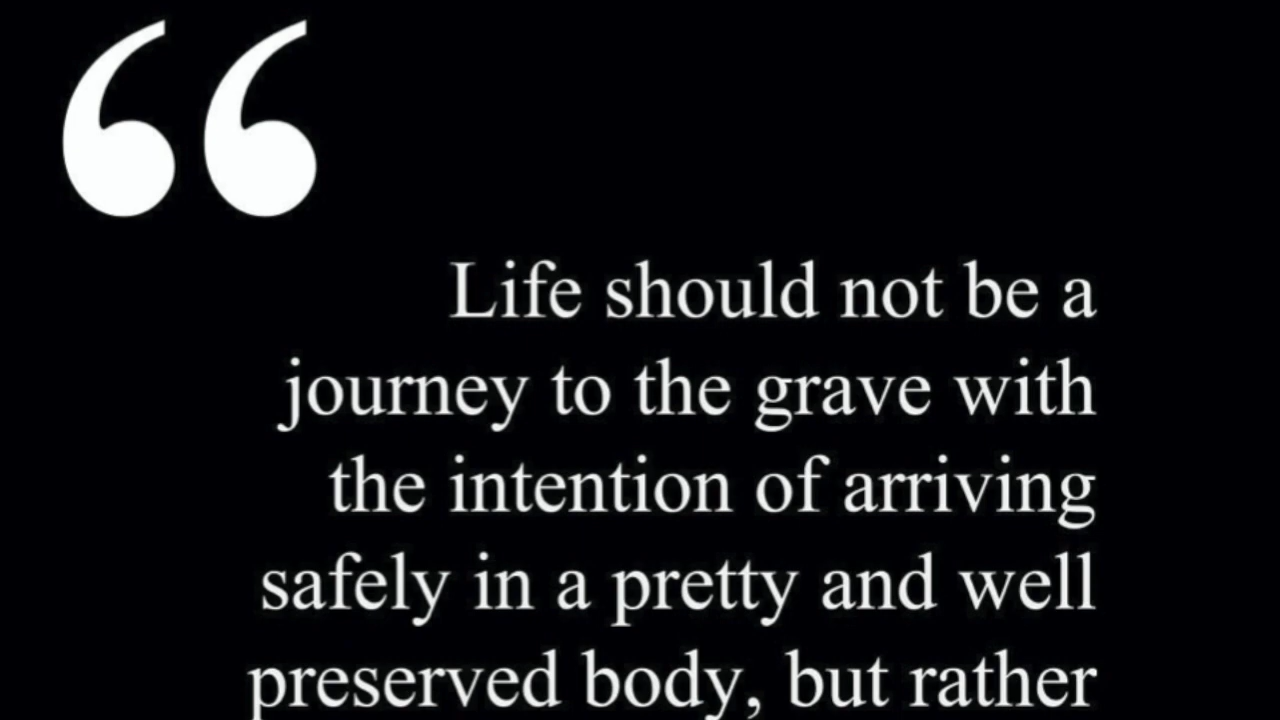 “
Life should not be a
journey to the grave with
the intention of arriving
safely in a pretty and well
preserved body, but rather